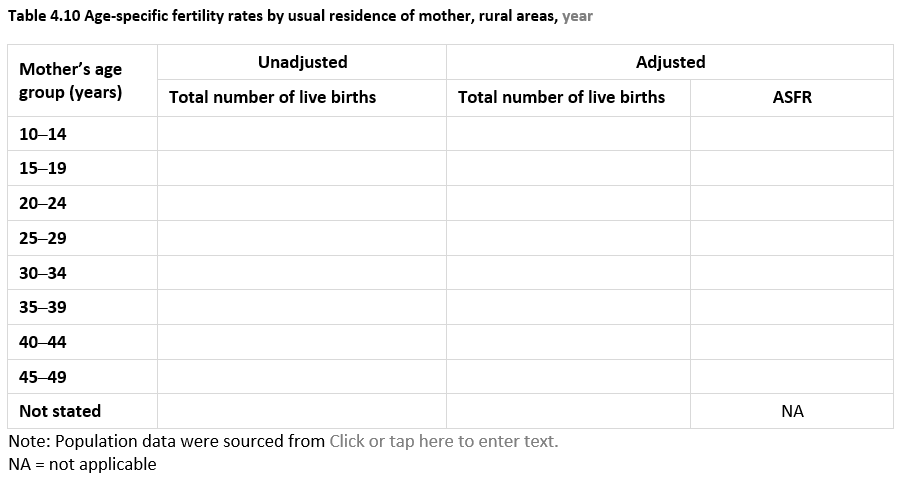 Table 4.10 Age-specific fertility rates by usual residence of mother, rural areas, year
Mother’s age group (years) Unadjusted Adjusted
Total number of live births Total number of live births ASFR
10–14
15–19
20–24
25–29
30–34
35–39
40–44
45–49
Not stated NA
Note: Population data were sourced from Click or tap here to enter text.
NA = not applicable